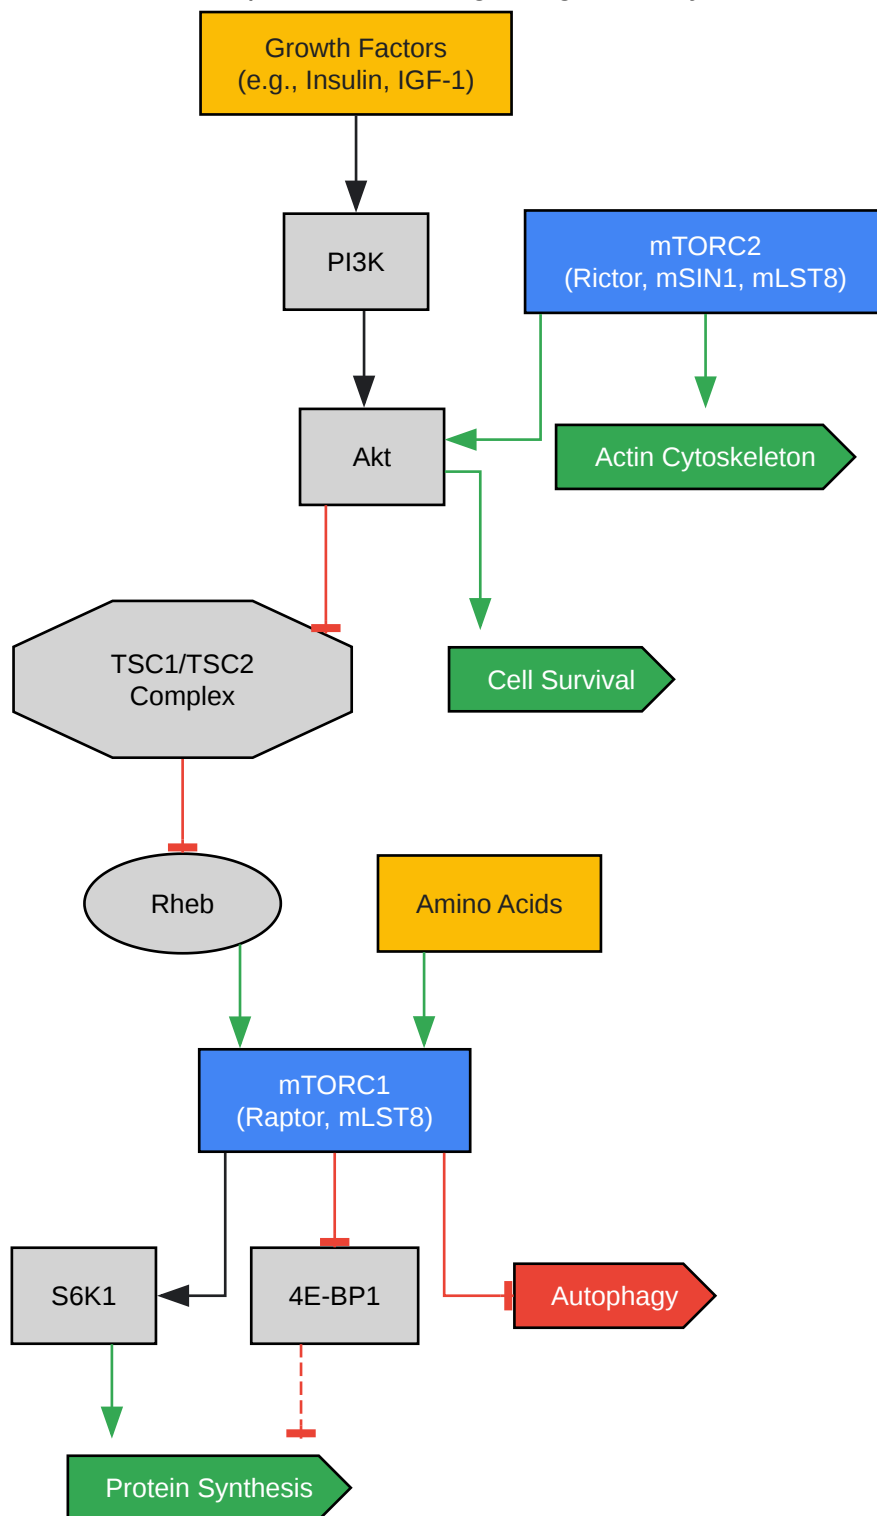 Growth Factors
(e.g., Insulin, IGF-1)
PI3K
mTORC2
(Rictor, mSIN1, mLST8)
Akt
Actin Cytoskeleton
TSC1/TSC2
Complex
Cell Survival
Rheb
Amino Acids
mTORC1
(Raptor, mLST8)
S6K1
4E-BP1
Autophagy
Protein Synthesis